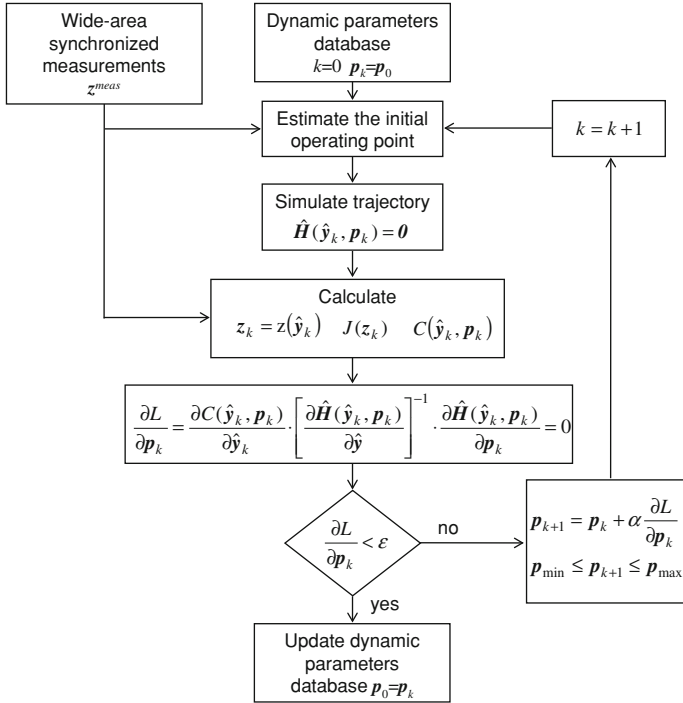 Wide-area
synchronized
measurements
z^meas
Dynamic parameters
database
k=0 p_k=p_0
Estimate the initial
operating point
k = k+1
Simulate trajectory
Ĥ(ŷ_k, p_k) = 0
Calculate
z_k = z(ŷ_k) J(z_k) C(ŷ_k, p_k)
∂L/∂p_k = ∂C(ŷ_k, p_k)/∂ŷ_k · [∂Ĥ(ŷ_k, p_k)/∂ŷ]^−1 · ∂Ĥ(ŷ_k, p_k)/∂p_k = 0
∂L/∂p_k < ε
no
p_k+1 = p_k + α ∂L/∂p_k
p_min ≤ p_k+1 ≤ p_max
yes
Update dynamic
parameters
database p_0=p_k